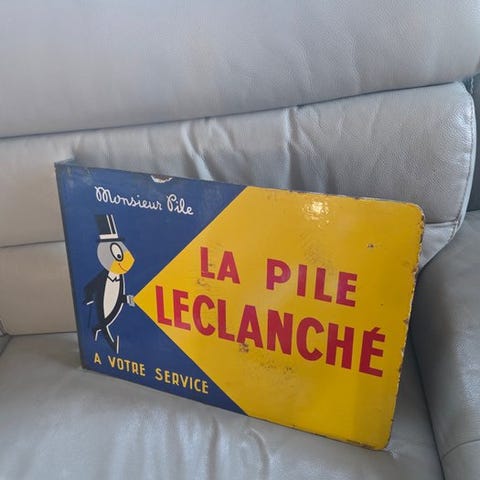 Monsieur Pile
LA PILE
LECLANCHÉ
A VOTRE SERVICE